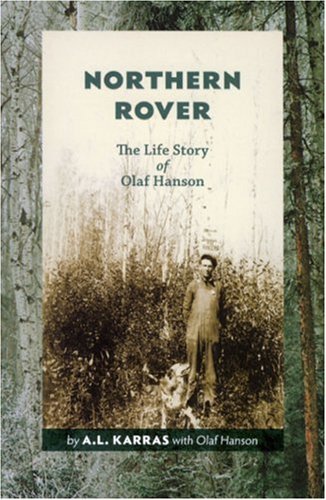 NORTHERN
ROVER
The Life Story
of
Olaf Hanson
by A.L. KARRAS with Olaf Hanson